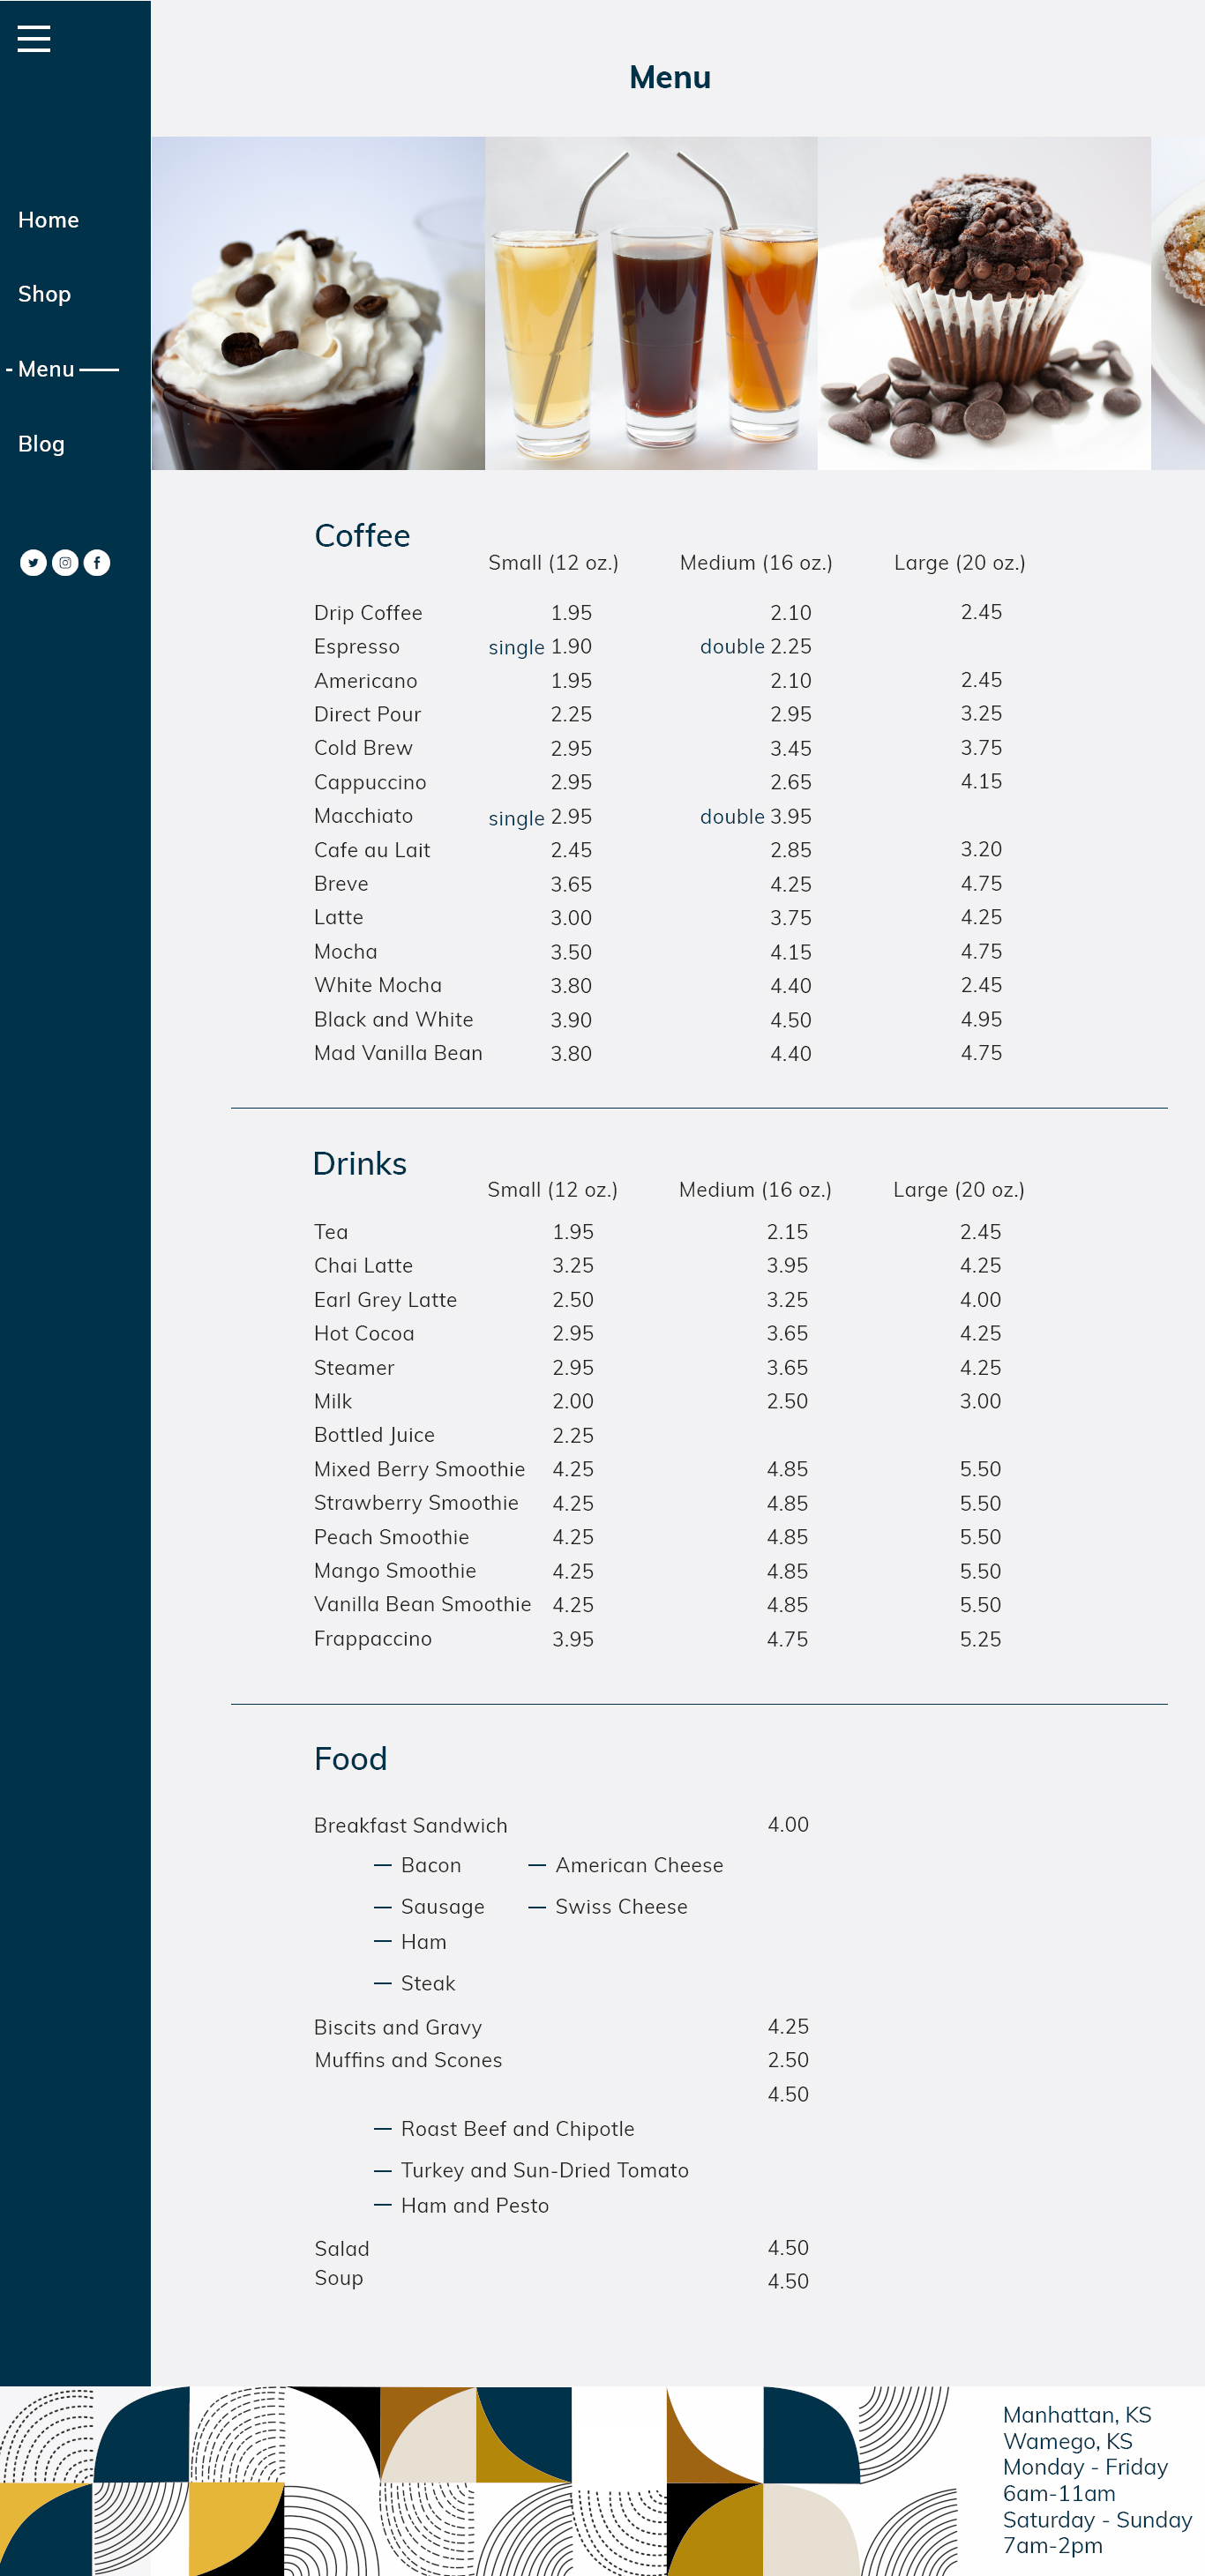 Menu
Home
Shop
Menu
Blog
Coffee
Small (12 oz.) Medium (16 oz.) Large (20 oz.)
Drip Coffee 1.95 2.10 2.45
Espresso single 1.90 double 2.25
Americano 1.95 2.10 2.45
Direct Pour 2.25 2.95 3.25
Cold Brew 2.95 3.45 3.75
Cappuccino 2.95 2.65 4.15
Macchiato single 2.95 double 3.95
Cafe au Lait 2.45 2.85 3.20
Breve 3.65 4.25 4.75
Latte 3.00 3.75 4.25
Mocha 3.50 4.15 4.75
White Mocha 3.80 4.40 2.45
Black and White 3.90 4.50 4.95
Mad Vanilla Bean 3.80 4.40 4.75
Drinks
Small (12 oz.) Medium (16 oz.) Large (20 oz.)
Tea 1.95 2.15 2.45
Chai Latte 3.25 3.95 4.25
Earl Grey Latte 2.50 3.25 4.00
Hot Cocoa 2.95 3.65 4.25
Steamer 2.95 3.65 4.25
Milk 2.00 2.50 3.00
Bottled Juice 2.25
Mixed Berry Smoothie 4.25 4.85 5.50
Strawberry Smoothie 4.25 4.85 5.50
Peach Smoothie 4.25 4.85 5.50
Mango Smoothie 4.25 4.85 5.50
Vanilla Bean Smoothie 4.25 4.85 5.50
Frappaccino 3.95 4.75 5.25
Food
Breakfast Sandwich 4.00
— Bacon — American Cheese
— Sausage — Swiss Cheese
— Ham
— Steak
Biscits and Gravy 4.25
Muffins and Scones 2.50
4.50
— Roast Beef and Chipotle
— Turkey and Sun-Dried Tomato
— Ham and Pesto
Salad 4.50
Soup 4.50
Manhattan, KS
Wamego, KS
Monday - Friday
6am-11am
Saturday - Sunday
7am-2pm